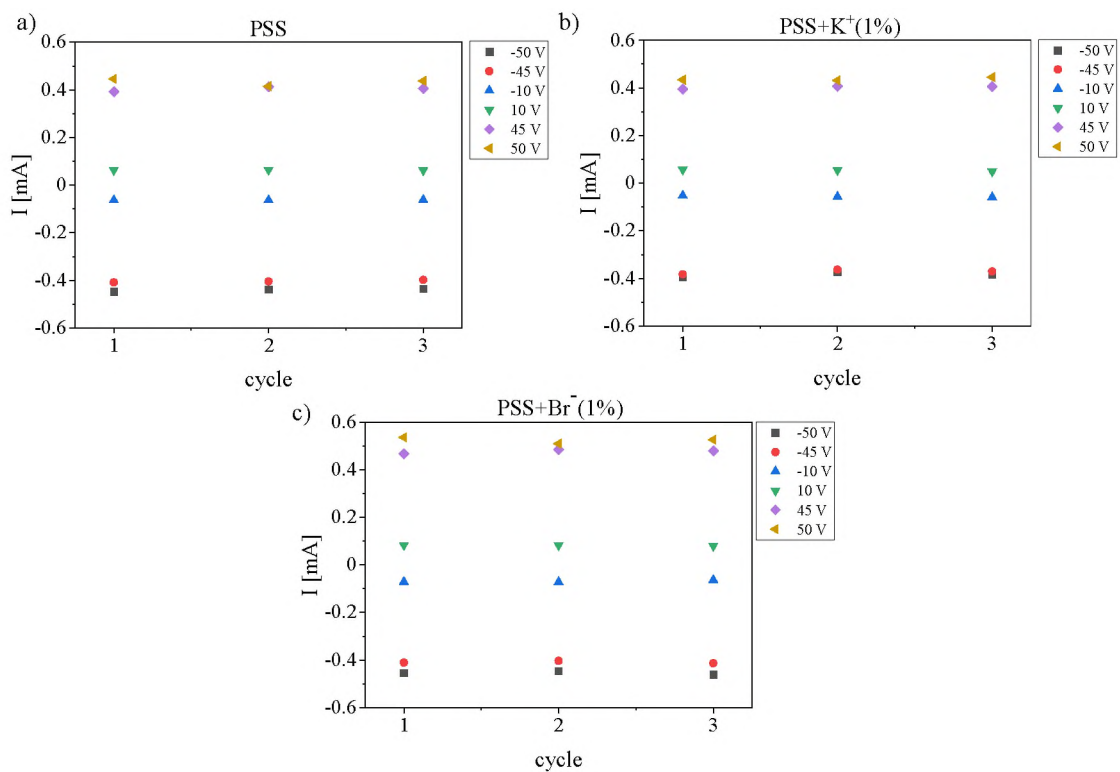 a)
PSS
I [mA]
0.6
0.4
0.2
0
-0.2
-0.4
-0.6
1 2 3
cycle
-50 V
-45 V
-10 V
10 V
45 V
50 V
b)
PSS+K⁺(1%)
I [mA]
0.6
0.4
0.2
0
-0.2
-0.4
-0.6
1 2 3
cycle
-50 V
-45 V
-10 V
10 V
45 V
50 V
c)
PSS+Br⁻(1%)
I [mA]
0.6
0.4
0.2
0
-0.2
-0.4
-0.6
1 2 3
cycle
-50 V
-45 V
-10 V
10 V
45 V
50 V